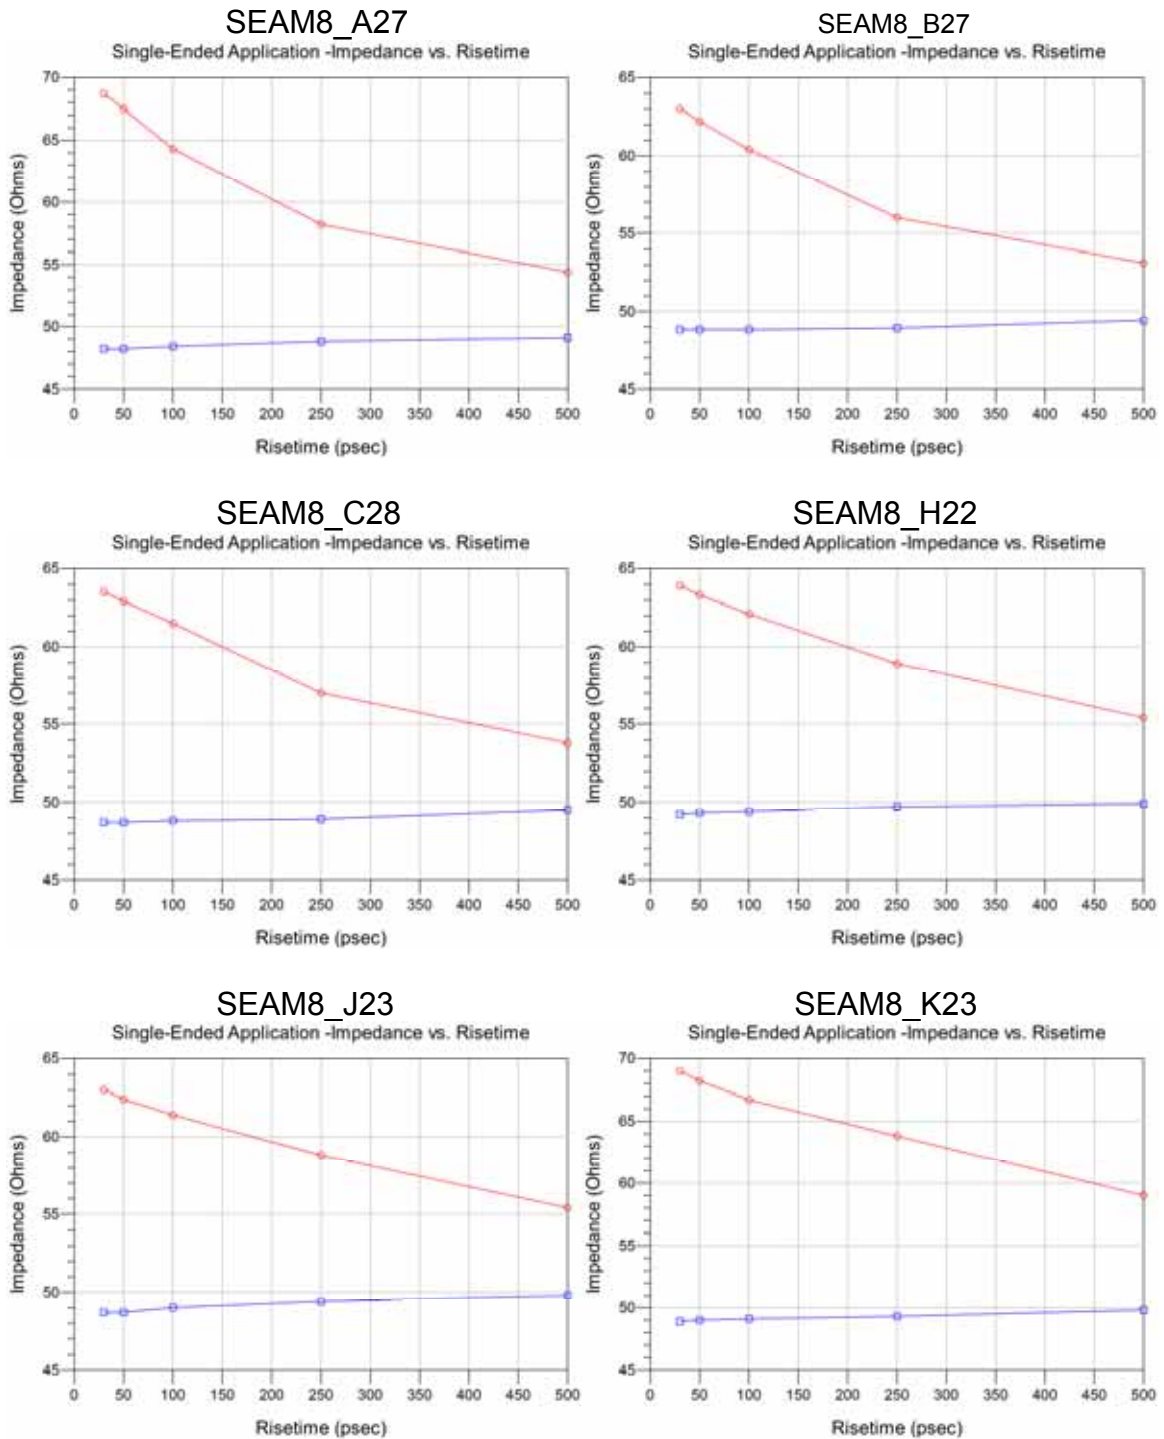 SEAM8_A27
Single-Ended Application -Impedance vs. Risetime
70
65
60
55
50
45
Impedance (Ohms)
0 50 100 150 200 250 300 350 400 450 500
Risetime (psec)
SEAM8_B27
Single-Ended Application -Impedance vs. Risetime
65
60
55
50
45
Impedance (Ohms)
0 50 100 150 200 250 300 350 400 450 500
Risetime (psec)
SEAM8_C28
Single-Ended Application -Impedance vs. Risetime
65
60
55
50
45
Impedance (Ohms)
0 50 100 150 200 250 300 350 400 450 500
Risetime (psec)
SEAM8_H22
Single-Ended Application -Impedance vs. Risetime
65
60
55
50
45
Impedance (Ohms)
0 50 100 150 200 250 300 350 400 450 500
Risetime (psec)
SEAM8_J23
Single-Ended Application -Impedance vs. Risetime
65
60
55
50
45
Impedance (Ohms)
0 50 100 150 200 250 300 350 400 450 500
Risetime (psec)
SEAM8_K23
Single-Ended Application -Impedance vs. Risetime
70
65
60
55
50
45
Impedance (Ohms)
0 50 100 150 200 250 300 350 400 450 500
Risetime (psec)